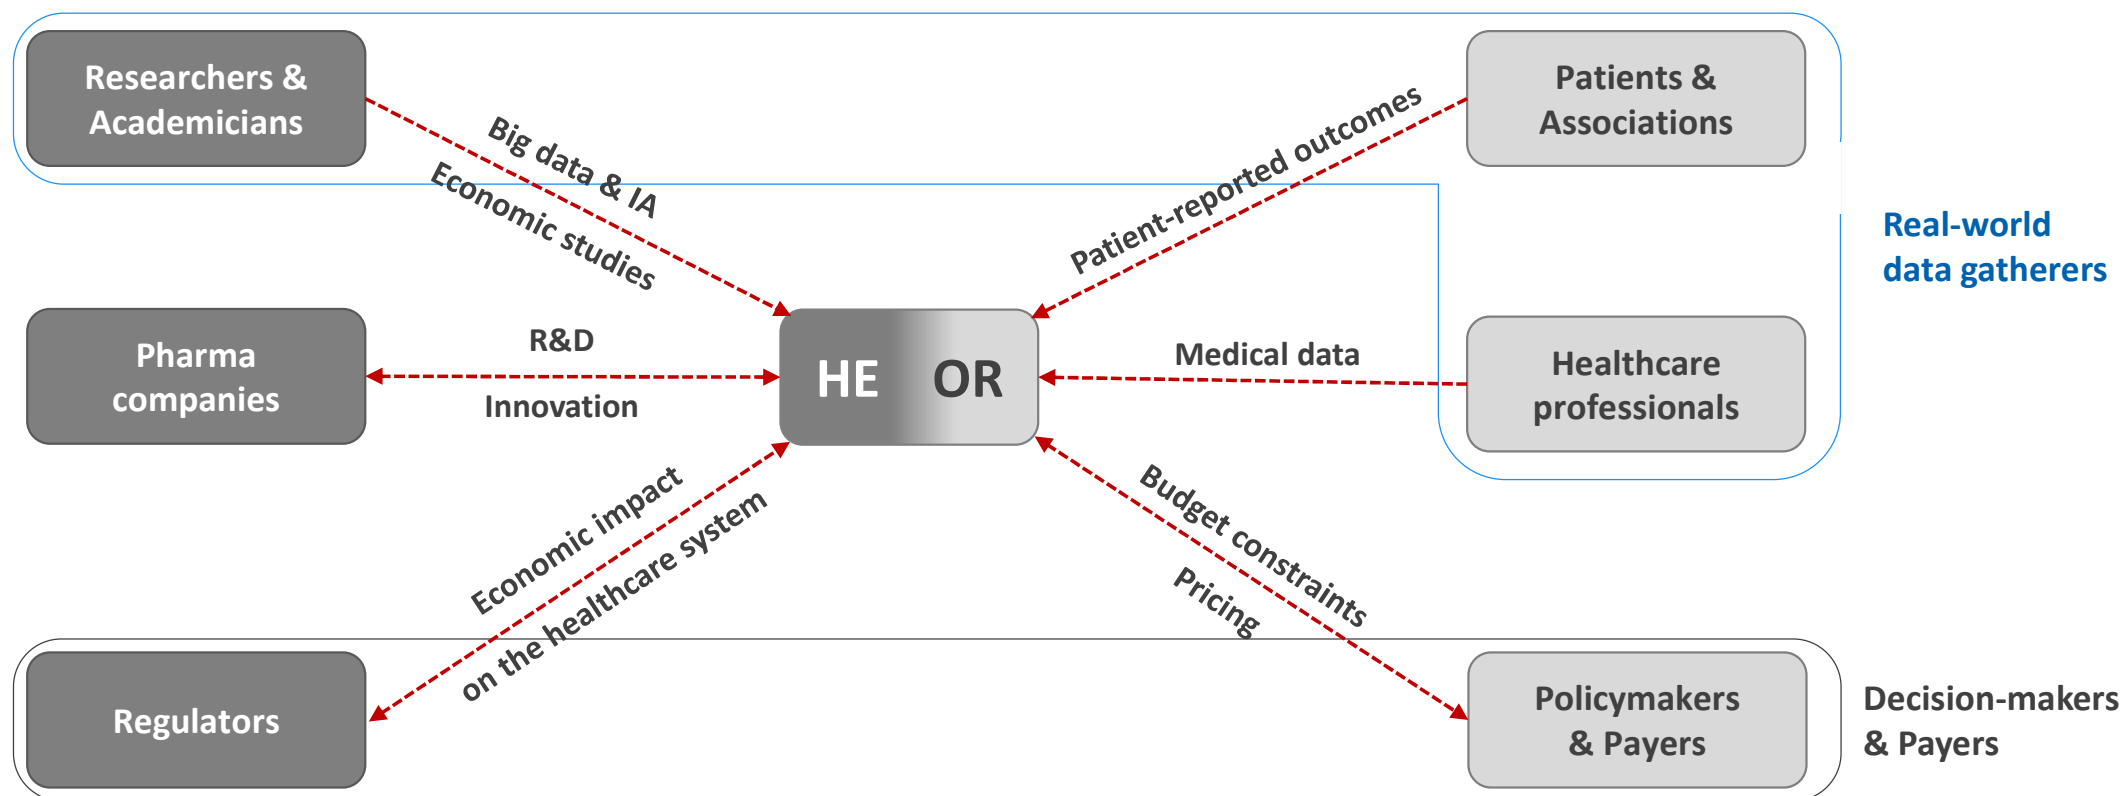 Researchers &
Academicians
Big data & IA
Economic studies
Patient-reported outcomes
Patients &
Associations
Real-world
data gatherers
Pharma
companies
R&D
Innovation
HE OR
Medical data
Healthcare
professionals
Economic impact
on the healthcare system
Budget constraints
Pricing
Regulators
Policymakers
& Payers
Decision-makers
& Payers